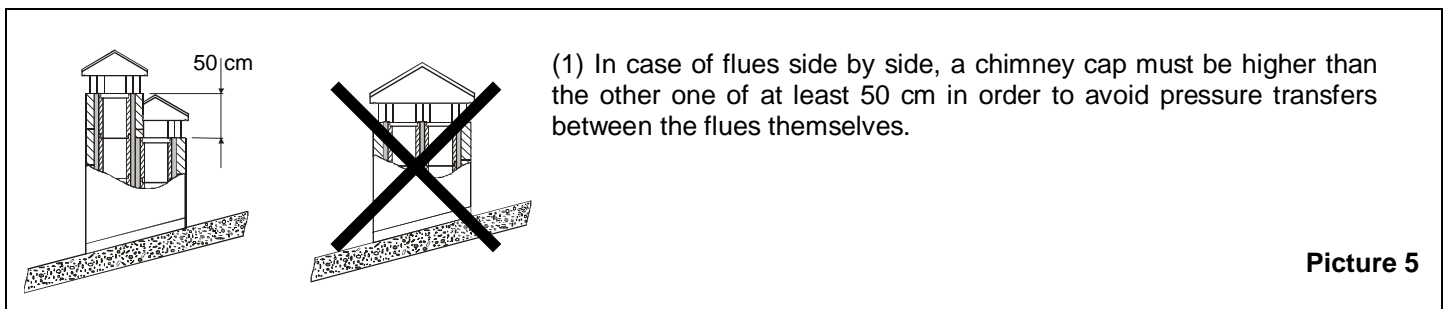 50 cm
(1) In case of flues side by side, a chimney cap must be higher than
the other one of at least 50 cm in order to avoid pressure transfers
between the flues themselves.
Picture 5